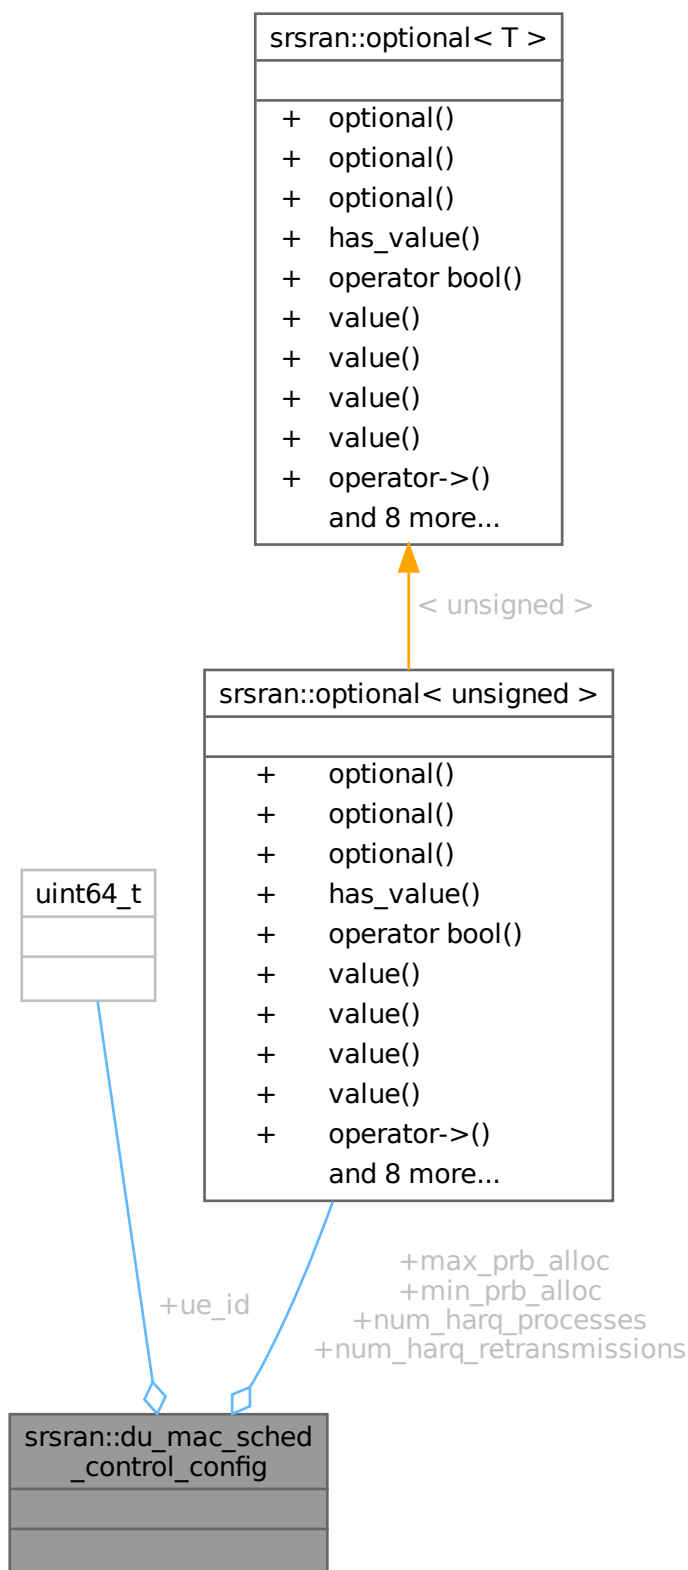 srsran::optional< T >
+ optional()
+ optional()
+ optional()
+ has_value()
+ operator bool()
+ value()
+ value()
+ value()
+ value()
+ operator->()
and 8 more...
< unsigned >
srsran::optional< unsigned >
+ optional()
+ optional()
+ optional()
+ has_value()
+ operator bool()
+ value()
+ value()
+ value()
+ value()
+ operator->()
and 8 more...
uint64_t
+ue_id
+max_prb_alloc
+min_prb_alloc
+num_harq_processes
+num_harq_retransmissions
srsran::du_mac_sched
_control_config